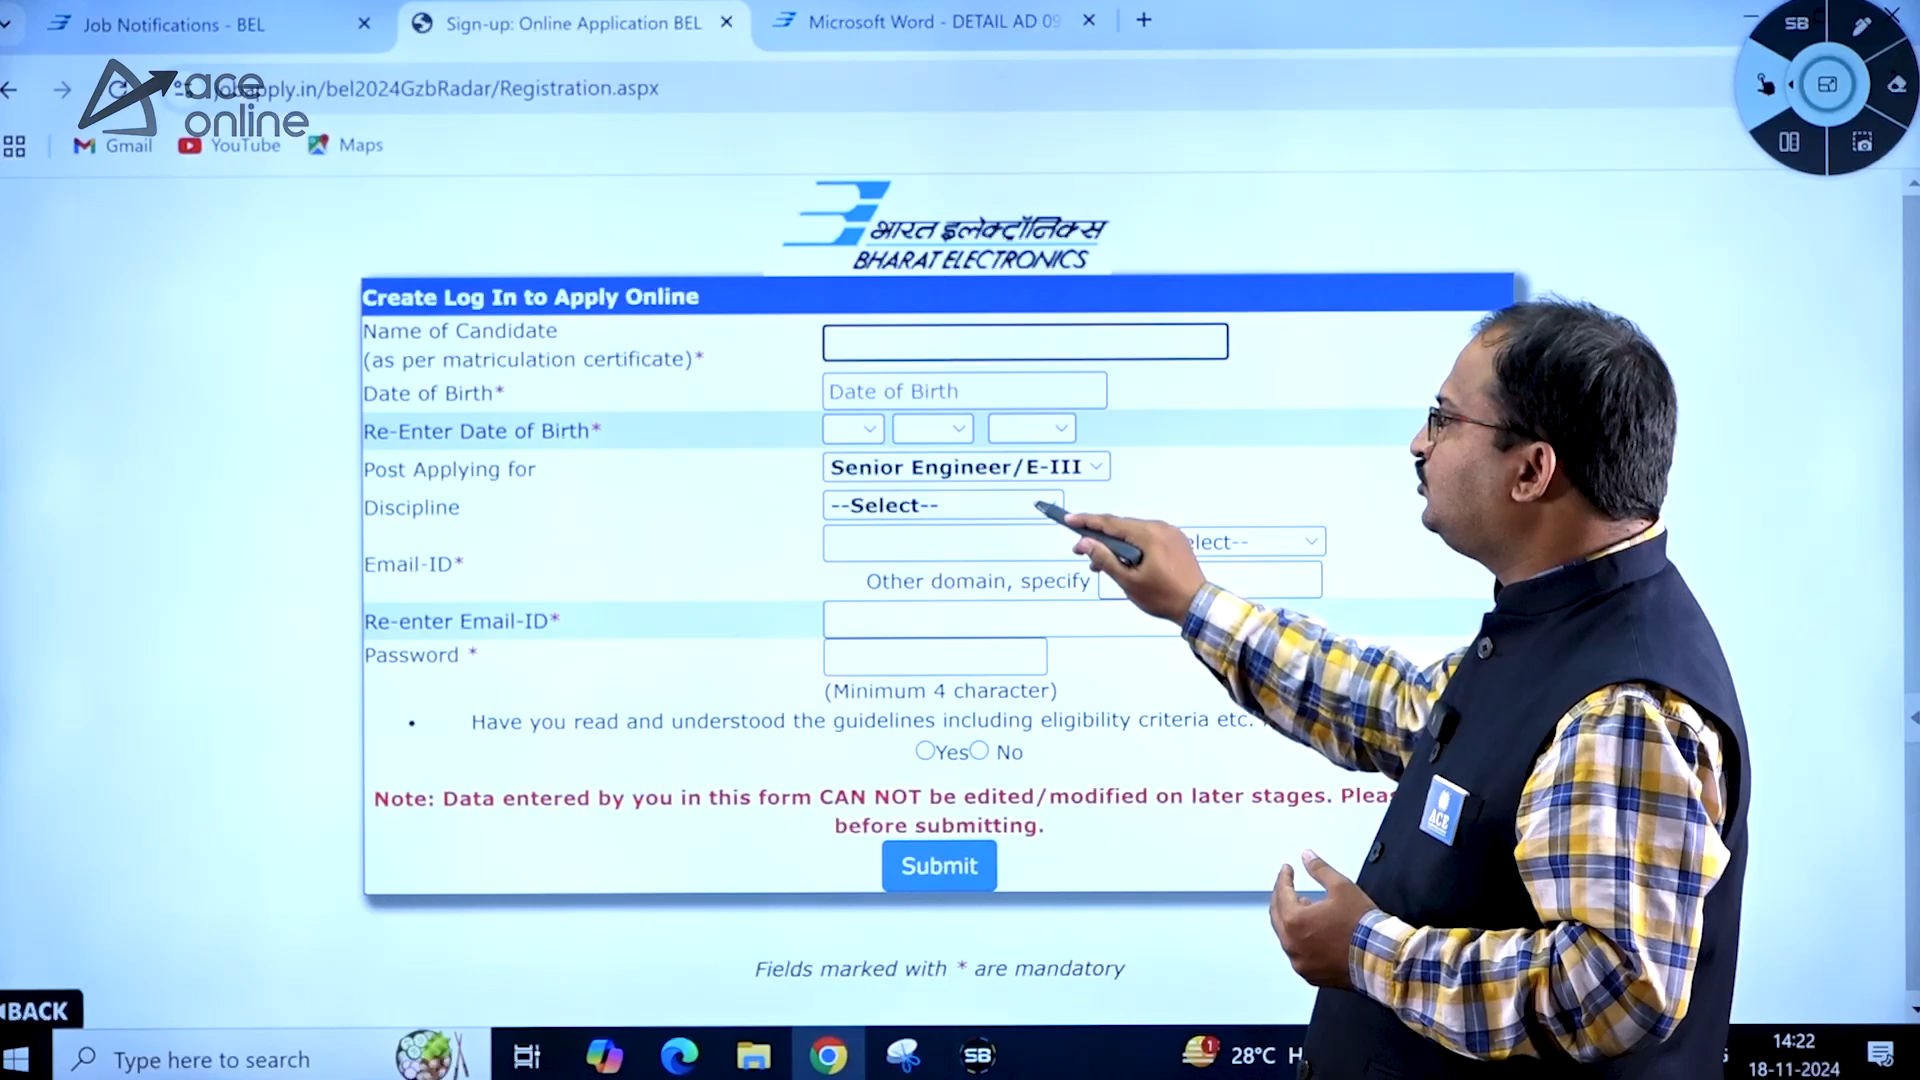 Job Notifications - BEL
Sign-up: Online Application BEL
Microsoft Word - DETAIL AD 09
SB
ace
online
jobapply.in/bel2024GzbRadar/Registration.aspx
Gmail
YouTube
Maps
भारत इलेक्ट्रॉनिक्स
BHARAT ELECTRONICS
Create Log In to Apply Online
Name of Candidate
(as per matriculation certificate)*
Date of Birth*
Date of Birth
Re-Enter Date of Birth*
Post Applying for
Senior Engineer/E-III
Discipline
--Select--
Email-ID*
elect--
Other domain, specify
Re-enter Email-ID*
Password *
(Minimum 4 character)
• Have you read and understood the guidelines including eligibility criteria etc.
Yes No
Note: Data entered by you in this form CAN NOT be edited/modified on later stages.
before submitting.
Submit
Fields marked with * are mandatory
ACE
BACK
Type here to search
SB
1
28°C H
14:22
18-11-2024